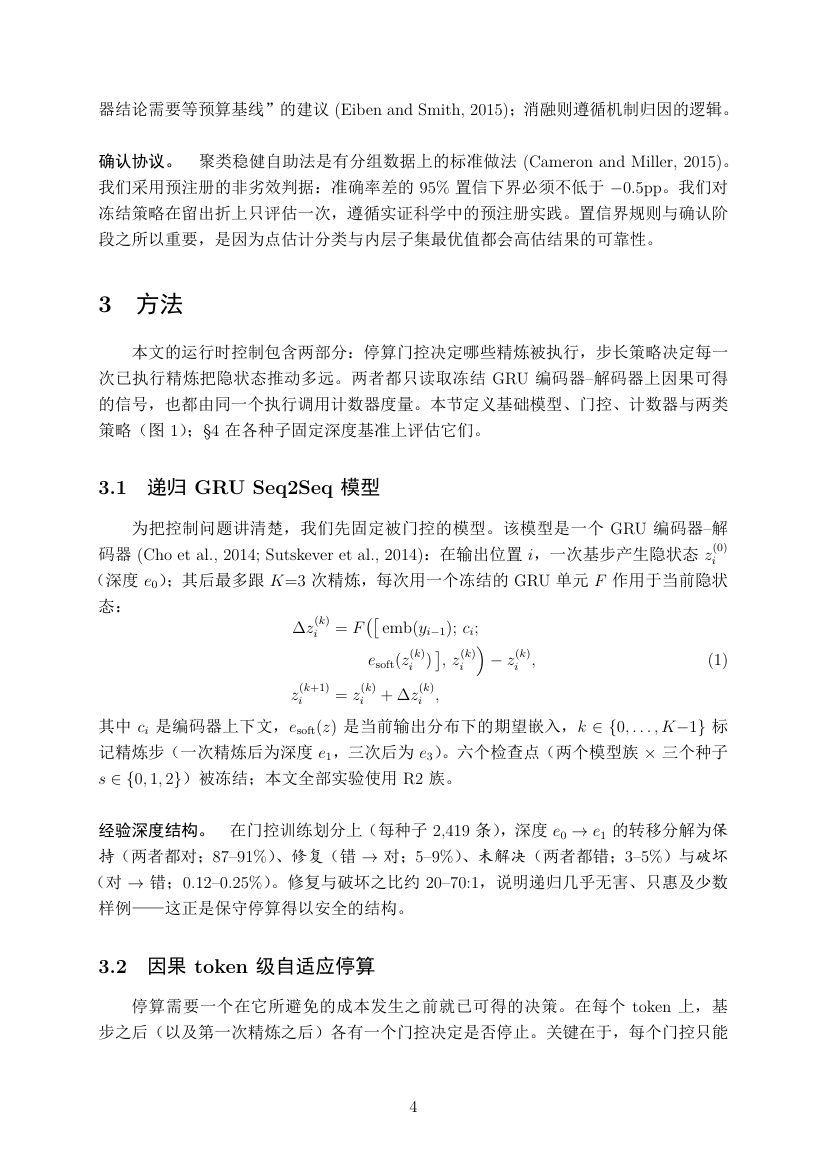 器结论需要等预算基线”的建议 (Eiben and Smith, 2015)；消融则遵循机制归因的逻辑。
确认协议。 聚类稳健自助法是有分组数据上的标准做法 (Cameron and Miller, 2015)。
我们采用预注册的非劣效判据：准确率差的 95% 置信下界必须不低于 −0.5pp。我们对
冻结策略在留出折上只评估一次，遵循实证科学中的预注册实践。置信界规则与确认阶
段之所以重要，是因为点估计分类与内层子集最优值都会高估结果的可靠性。
3 方法
本文的运行时控制包含两部分：停算门控决定哪些精炼被执行，步长策略决定每一
次已执行精炼把隐状态推动多远。两者都只读取冻结 GRU 编码器–解码器上因果可得
的信号，也都由同一个执行调用计数器度量。本节定义基础模型、门控、计数器与两类
策略（图 1）；§4 在各种子固定深度基准上评估它们。
3.1 递归 GRU Seq2Seq 模型
为把控制问题讲清楚，我们先固定被门控的模型。该模型是一个 GRU 编码器–解
码器 (Cho et al., 2014; Sutskever et al., 2014)：在输出位置 i，一次基步产生隐状态 z_i^{(0)}
（深度 e_0）；其后最多跟 K=3 次精炼，每次用一个冻结的 GRU 单元 F 作用于当前隐状
态：
Δz_i^{(k)} = F([ emb(y_{i−1}); c_i;
e_{soft}(z_i^{(k)}) ], z_i^{(k)}) − z_i^{(k)}, (1)
z_i^{(k+1)} = z_i^{(k)} + Δz_i^{(k)},
其中 c_i 是编码器上下文，e_{soft}(z) 是当前输出分布下的期望嵌入，k ∈ {0, . . . , K−1} 标
记精炼步（一次精炼后为深度 e_1，三次后为 e_3）。六个检查点（两个模型族 × 三个种子
s ∈ {0, 1, 2}）被冻结；本文全部实验使用 R2 族。
经验深度结构。 在门控训练划分上（每种子 2,419 条），深度 e_0 → e_1 的转移分解为保
持（两者都对；87–91%）、修复（错 → 对；5–9%）、未解决（两者都错；3–5%）与破坏
（对 → 错；0.12–0.25%）。修复与破坏之比约 20–70:1，说明递归几乎无害、只惠及少数
样例——这正是保守停算得以安全的结构。
3.2 因果 token 级自适应停算
停算需要一个在它所避免的成本发生之前就已可得的决策。在每个 token 上，基
步之后（以及第一次精炼之后）各有一个门控决定是否停止。关键在于，每个门控只能
4